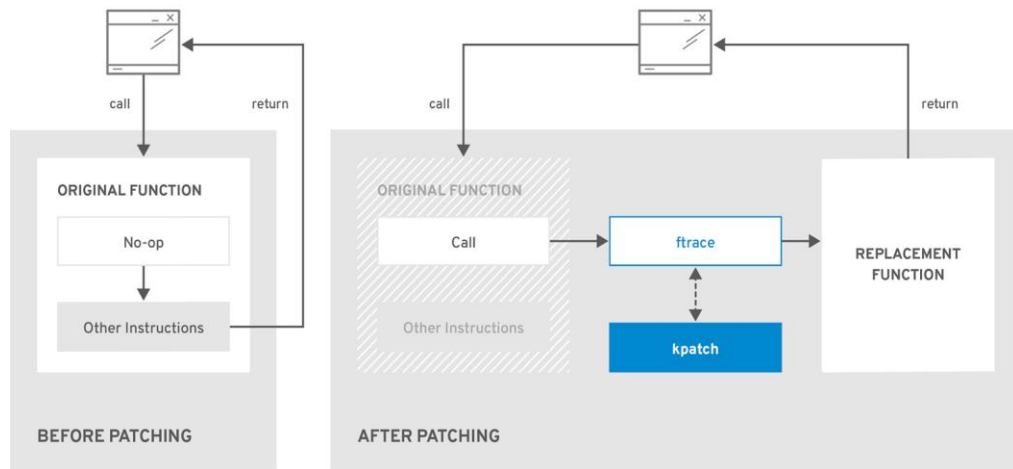 call
return
ORIGINAL FUNCTION
No-op
Other Instructions
BEFORE PATCHING
call
return
ORIGINAL FUNCTION
Call
Other Instructions
ftrace
kpatch
REPLACEMENT
FUNCTION
AFTER PATCHING